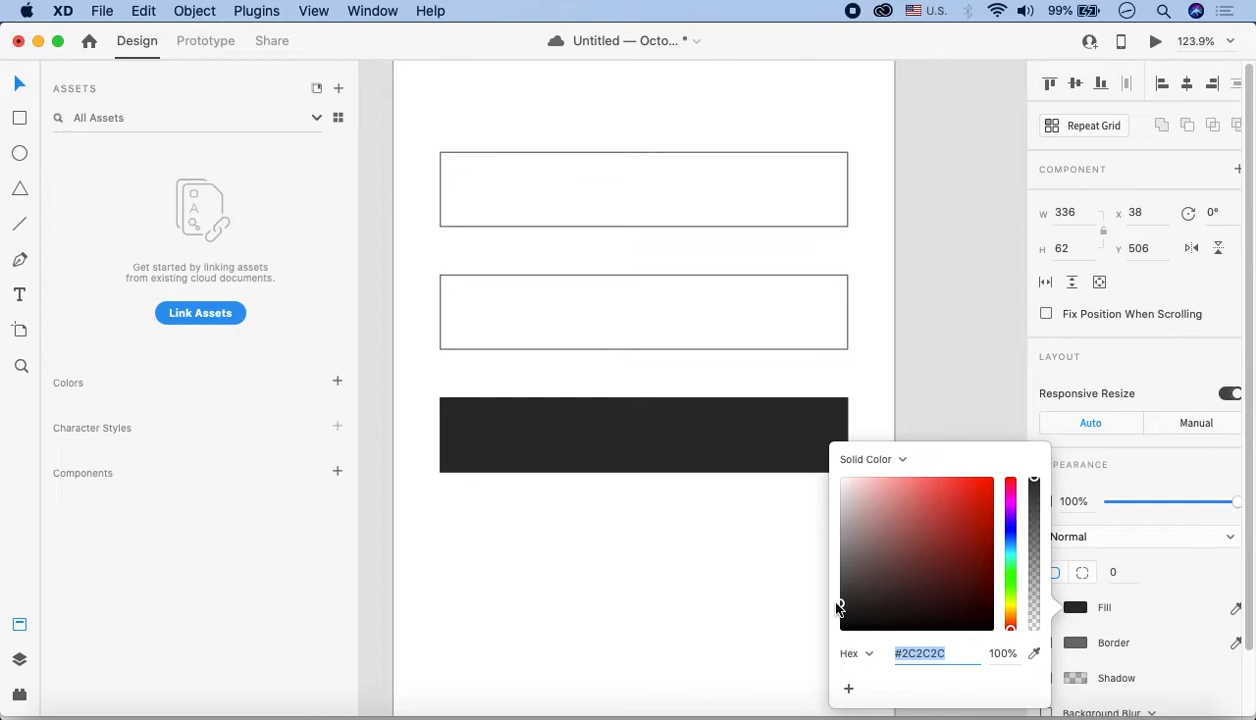 XD File Edit Object Plugins View Window Help U.S. 99%
Design Prototype Share Untitled — Octo... * 123.9%
ASSETS
All Assets
Get started by linking assets
from existing cloud documents.
Link Assets
Colors
Character Styles
Components
Repeat Grid
COMPONENT
W 336 X 38 0°
H 62 Y 506
Fix Position When Scrolling
LAYOUT
Responsive Resize
Auto Manual
Solid Color
100%
Normal
0
Fill
Border
Shadow
Hex #2C2C2C 100%